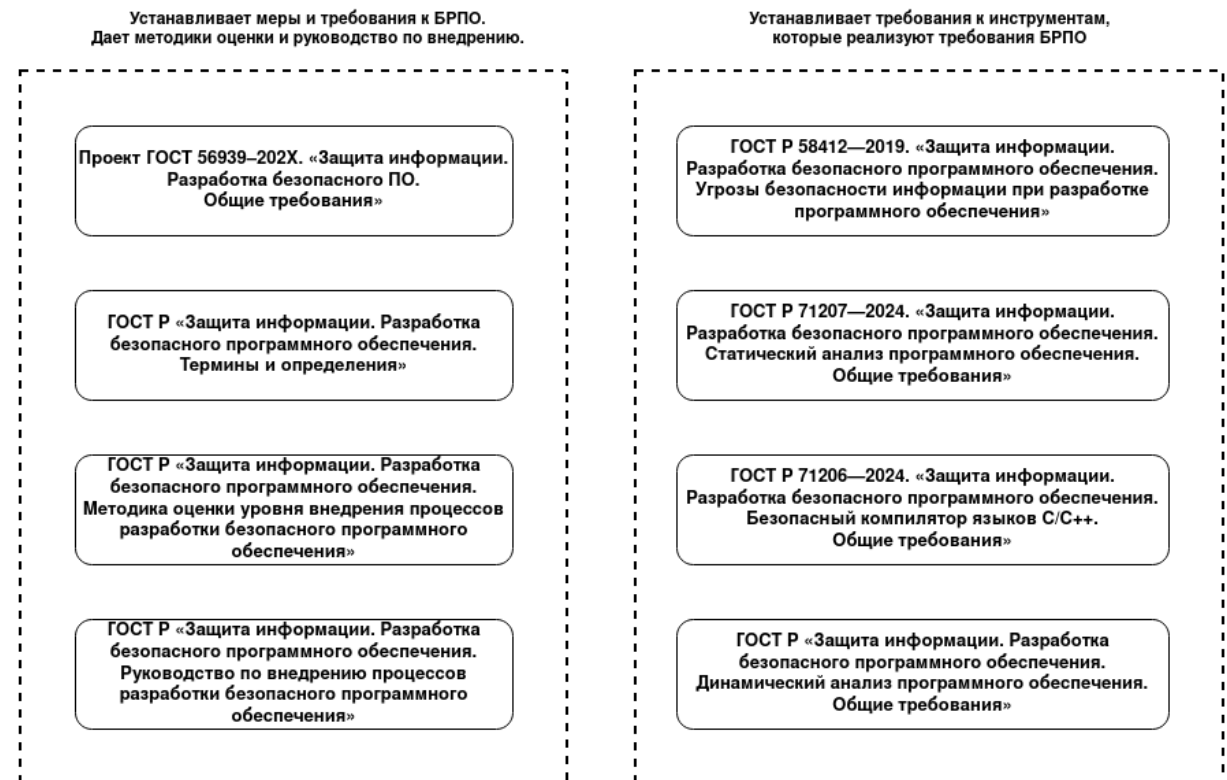 Устанавливает меры и требования к БРПО.
Дает методики оценки и руководство по внедрению.
Проект ГОСТ 56939–202X. «Защита информации.
Разработка безопасного ПО.
Общие требования»
ГОСТ Р «Защита информации. Разработка
безопасного программного обеспечения.
Термины и определения»
ГОСТ Р «Защита информации. Разработка
безопасного программного обеспечения.
Методика оценки уровня внедрения процессов
разработки безопасного программного
обеспечения»
ГОСТ Р «Защита информации. Разработка
безопасного программного обеспечения.
Руководство по внедрению процессов
разработки безопасного программного
обеспечения»
Устанавливает требования к инструментам,
которые реализуют требования БРПО
ГОСТ Р 58412—2019. «Защита информации.
Разработка безопасного программного обеспечения.
Угрозы безопасности информации при разработке
программного обеспечения»
ГОСТ Р 71207—2024. «Защита информации.
Разработка безопасного программного обеспечения.
Статический анализ программного обеспечения.
Общие требования»
ГОСТ Р 71206—2024. «Защита информации.
Разработка безопасного программного обеспечения.
Безопасный компилятор языков С/С++.
Общие требования»
ГОСТ Р «Защита информации. Разработка
безопасного программного обеспечения.
Динамический анализ программного обеспечения.
Общие требования»